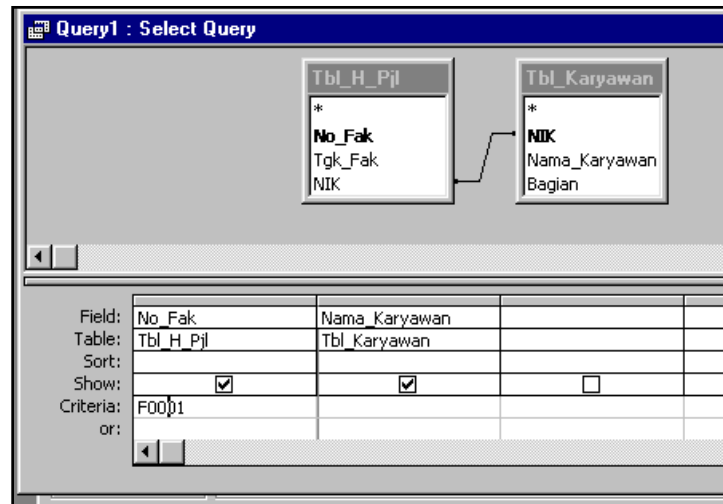 Query1 : Select Query
Tbl_H_Pjl Tbl_Karyawan
* *
No_Fak NIK
Tgk_Fak Nama_Karyawan
NIK Bagian
Field: No_Fak Nama_Karyawan
Table: Tbl_H_Pjl Tbl_Karyawan
Sort:
Show:
Criteria: F0001
or: